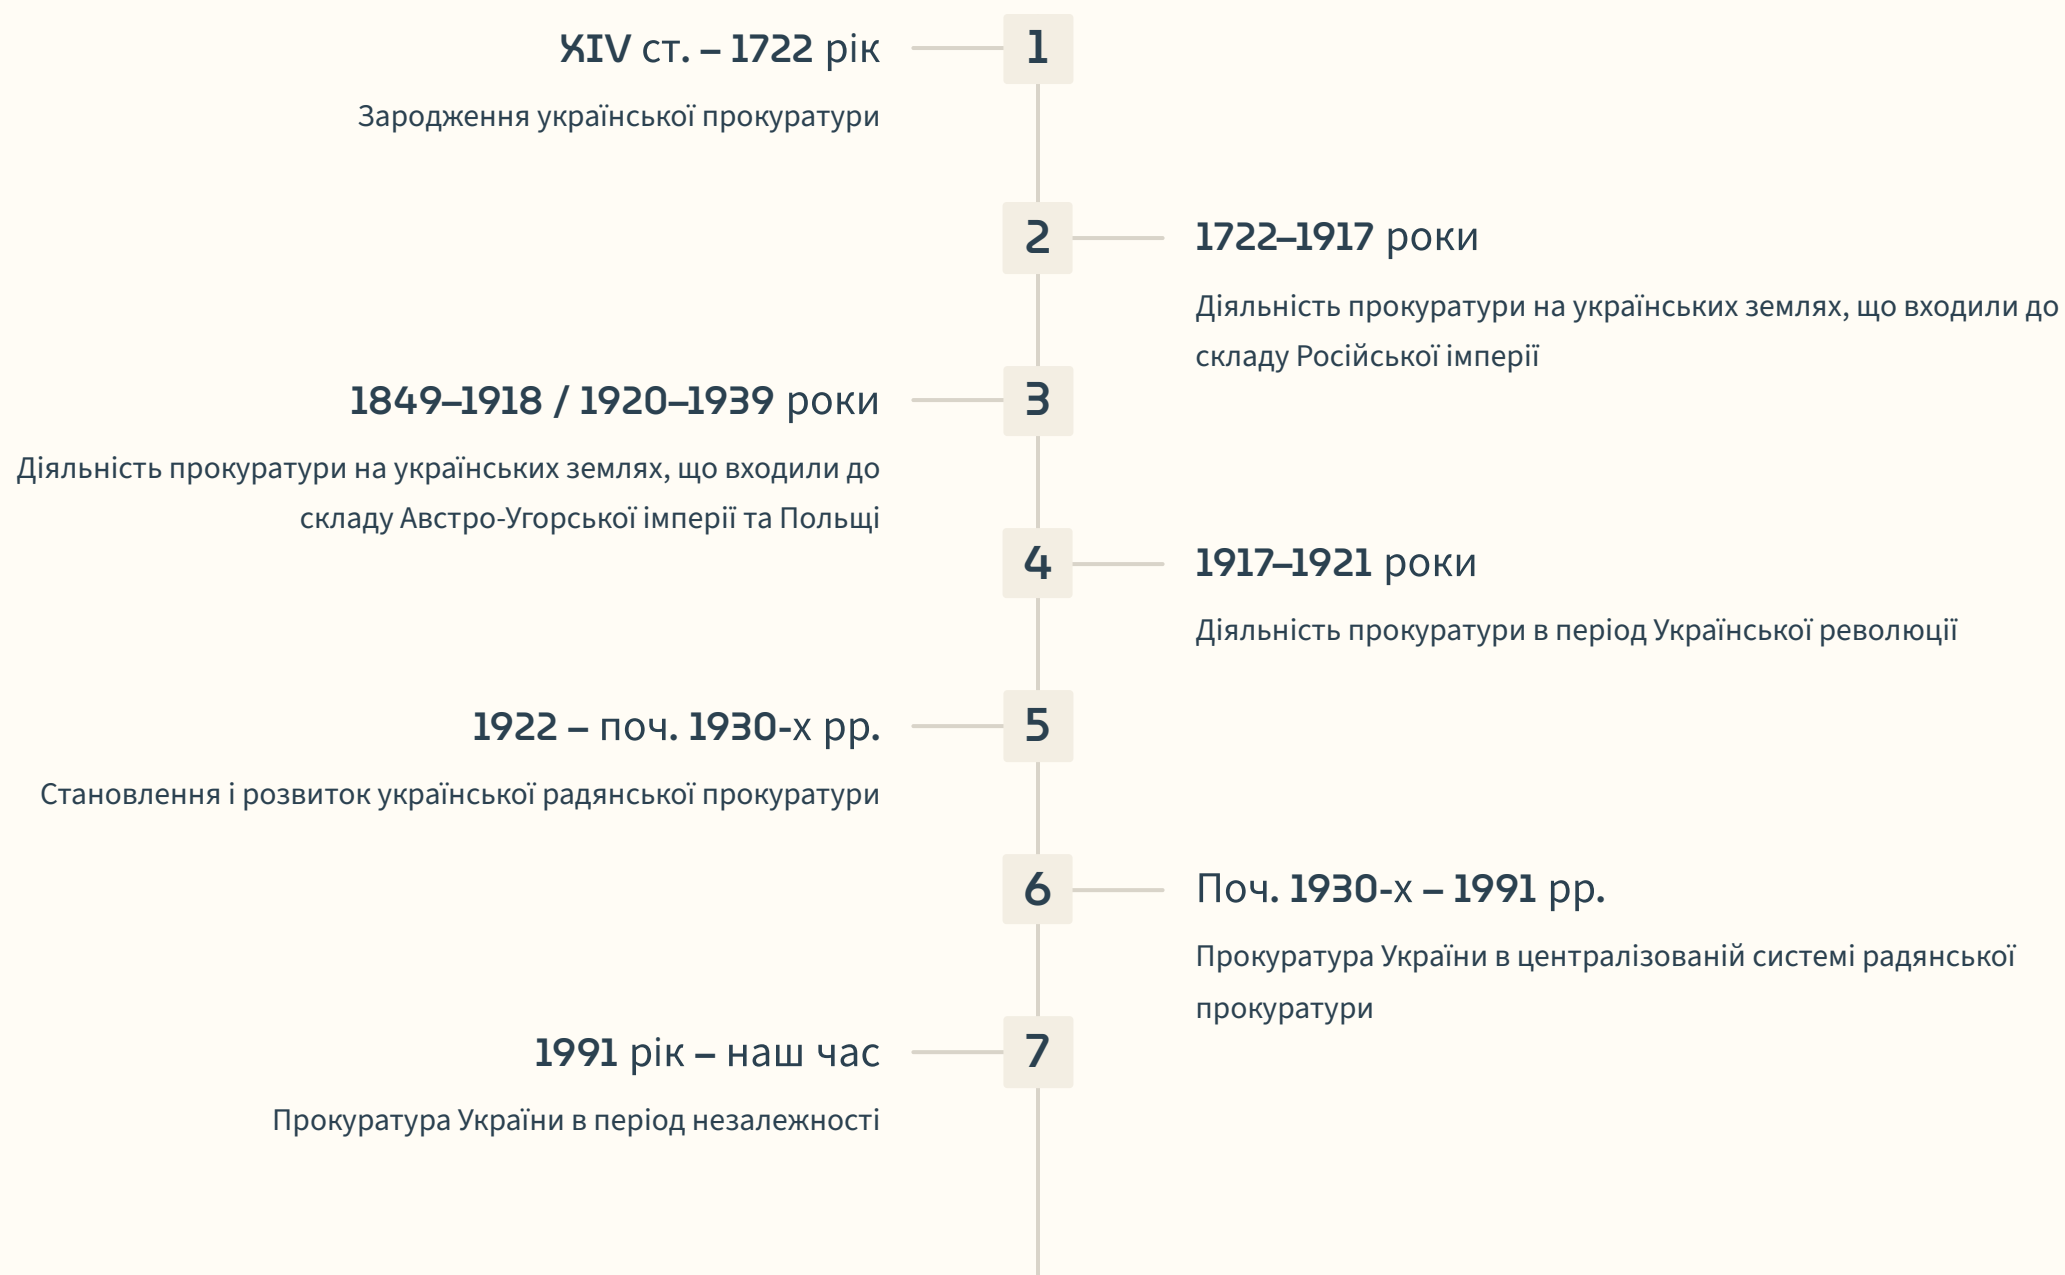 XIV ст. – 1722 рік
1
Зародження української прокуратури
2
1722–1917 роки
Діяльність прокуратури на українських землях, що входили до
складу Російської імперії
1849–1918 / 1920–1939 роки
3
Діяльність прокуратури на українських землях, що входили до
складу Австро-Угорської імперії та Польщі
4
1917–1921 роки
Діяльність прокуратури в період Української революції
1922 – поч. 1930-х рр.
5
Становлення і розвиток української радянської прокуратури
6
Поч. 1930-х – 1991 рр.
Прокуратура України в централізованій системі радянської
прокуратури
1991 рік – наш час
7
Прокуратура України в період незалежності